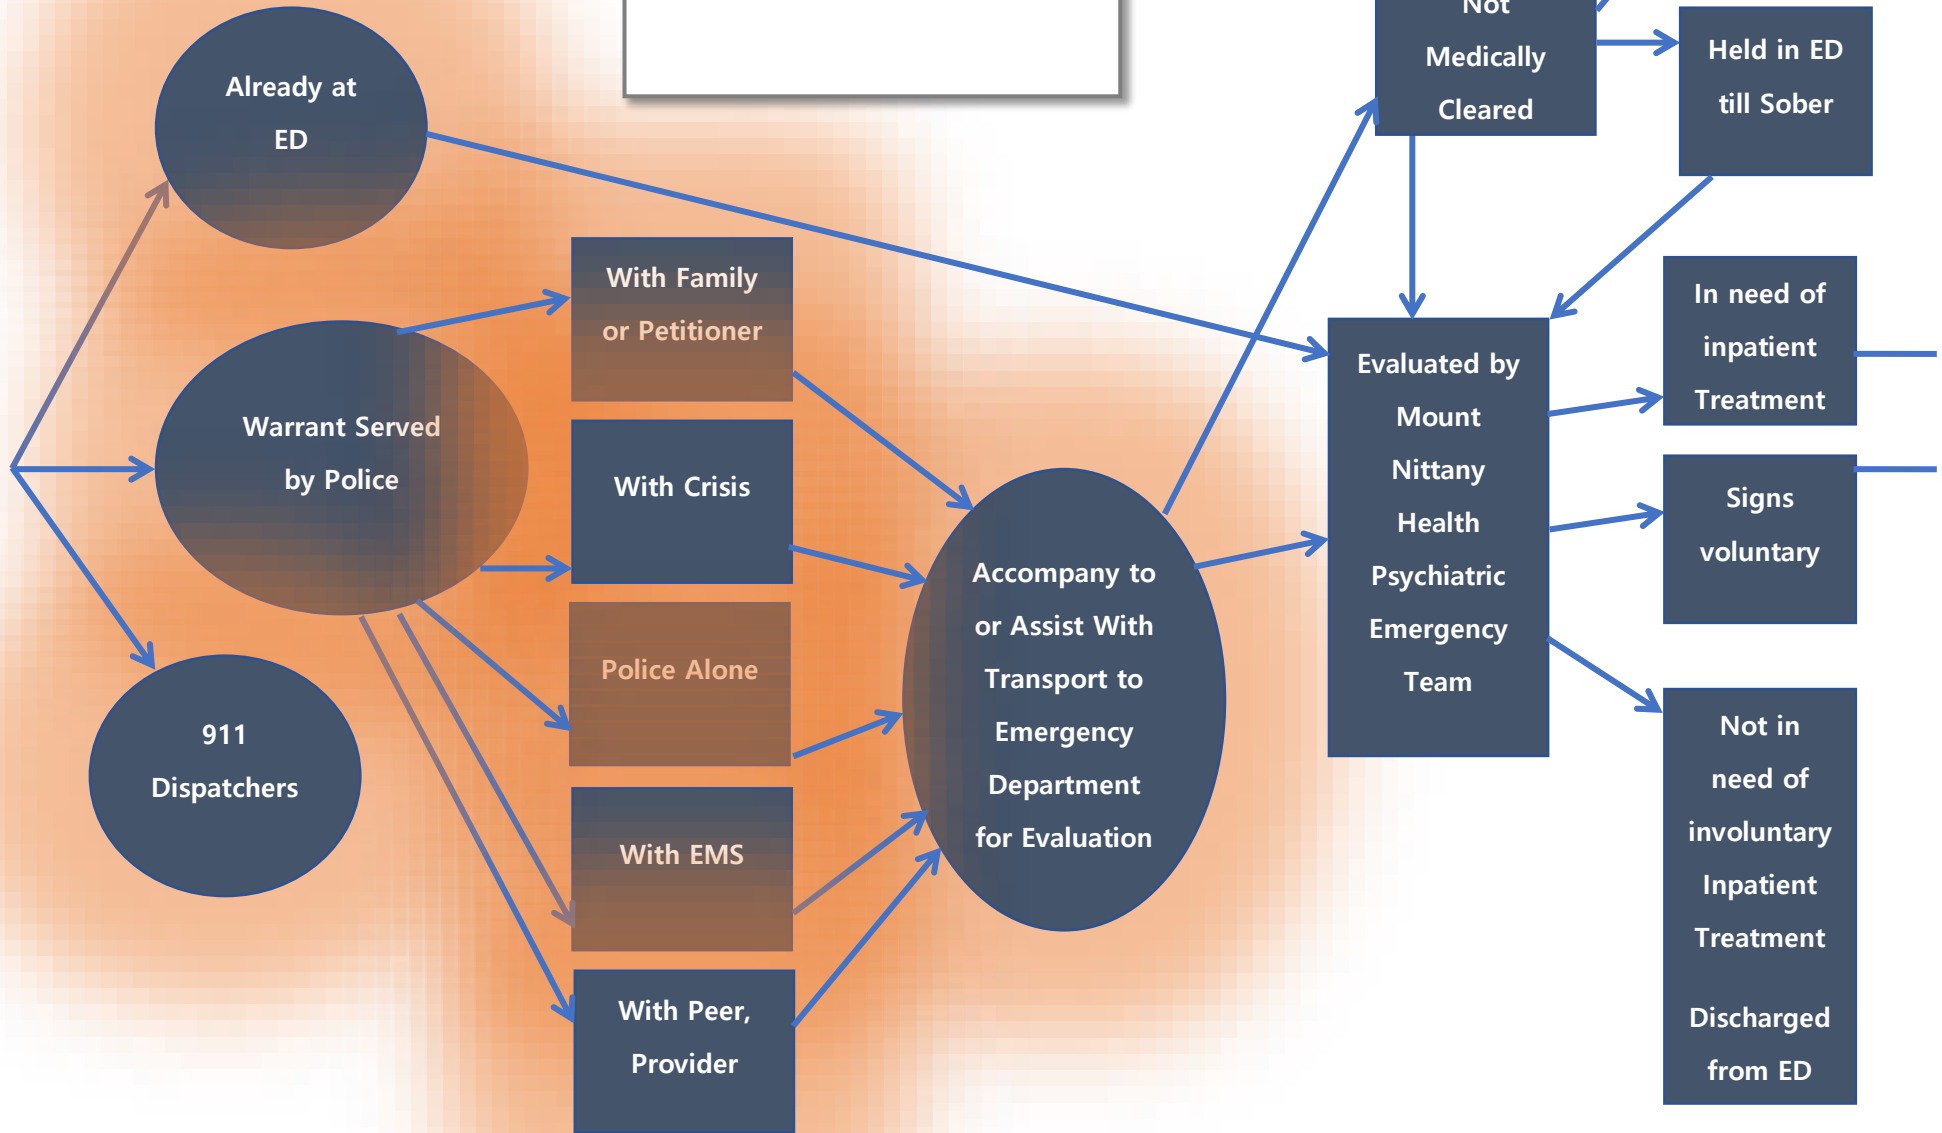 Already at
ED
Warrant Served
by Police
911
Dispatchers
With Family
or Petitioner
With Crisis
Police Alone
With EMS
With Peer,
Provider
Accompany to
or Assist With
Transport to
Emergency
Department
for Evaluation
Not
Medically
Cleared
Held in ED
till Sober
Evaluated by
Mount
Nittany
Health
Psychiatric
Emergency
Team
In need of
inpatient
Treatment
Signs
voluntary
Not in
need of
involuntary
Inpatient
Treatment
Discharged
from ED